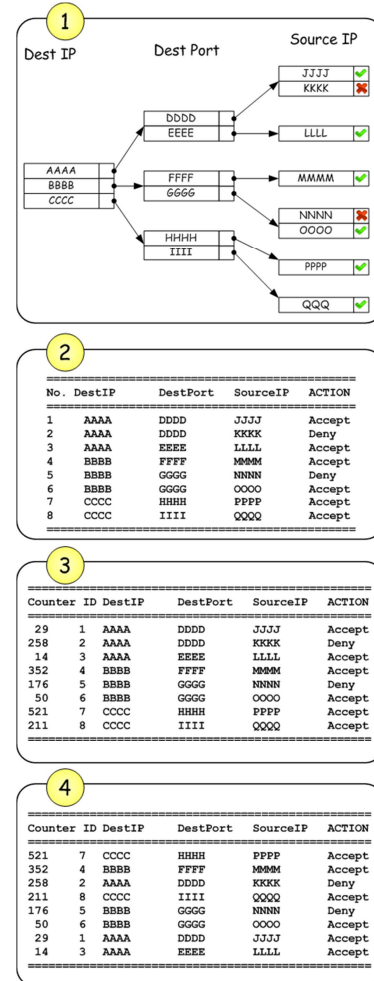 1
Dest IP
Dest Port
Source IP
AAAA
BBBB
CCCC
DDDD
EEEE
FFFF
GGGG
HHHH
IIII
JJJJ
KKKK
LLLL
MMMM
NNNN
OOOO
PPPP
QQQ
2
==============================================
No. DestIP DestPort SourceIP ACTION
==============================================
1 AAAA DDDD JJJJ Accept
2 AAAA DDDD KKKK Deny
3 AAAA EEEE LLLL Accept
4 BBBB FFFF MMMM Accept
5 BBBB GGGG NNNN Deny
6 BBBB GGGG OOOO Accept
7 CCCC HHHH PPPP Accept
8 CCCC IIII QQQQ Accept
==============================================
3
==================================================
Counter ID DestIP DestPort SourceIP ACTION
==================================================
29 1 AAAA DDDD JJJJ Accept
258 2 AAAA DDDD KKKK Deny
14 3 AAAA EEEE LLLL Accept
352 4 BBBB FFFF MMMM Accept
176 5 BBBB GGGG NNNN Deny
50 6 BBBB GGGG OOOO Accept
521 7 CCCC HHHH PPPP Accept
211 8 CCCC IIII QQQQ Accept
==================================================
4
==================================================
Counter ID DestIP DestPort SourceIP ACTION
==================================================
521 7 CCCC HHHH PPPP Accept
352 4 BBBB FFFF MMMM Accept
258 2 AAAA DDDD KKKK Deny
211 8 CCCC IIII QQQQ Accept
176 5 BBBB GGGG NNNN Deny
50 6 BBBB GGGG OOOO Accept
29 1 AAAA DDDD JJJJ Accept
14 3 AAAA EEEE LLLL Accept
==================================================